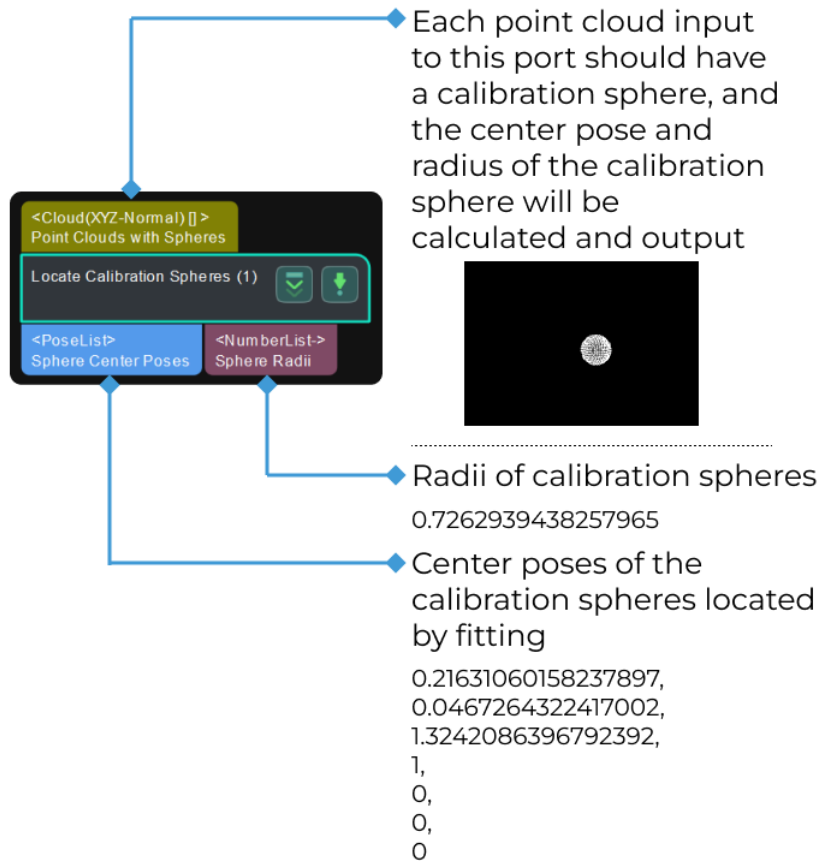 Each point cloud input
to this port should have
a calibration sphere, and
the center pose and
radius of the calibration
sphere will be
calculated and output
<Cloud(XYZ-Normal) [] >
Point Clouds with Spheres
Locate Calibration Spheres (1)
<PoseList>
Sphere Center Poses
<NumberList->
Sphere Radii
Radii of calibration spheres
0.7262939438257965
Center poses of the
calibration spheres located
by fitting
0.21631060158237897,
0.0467264322417002,
1.3242086396792392,
1,
0,
0,
0